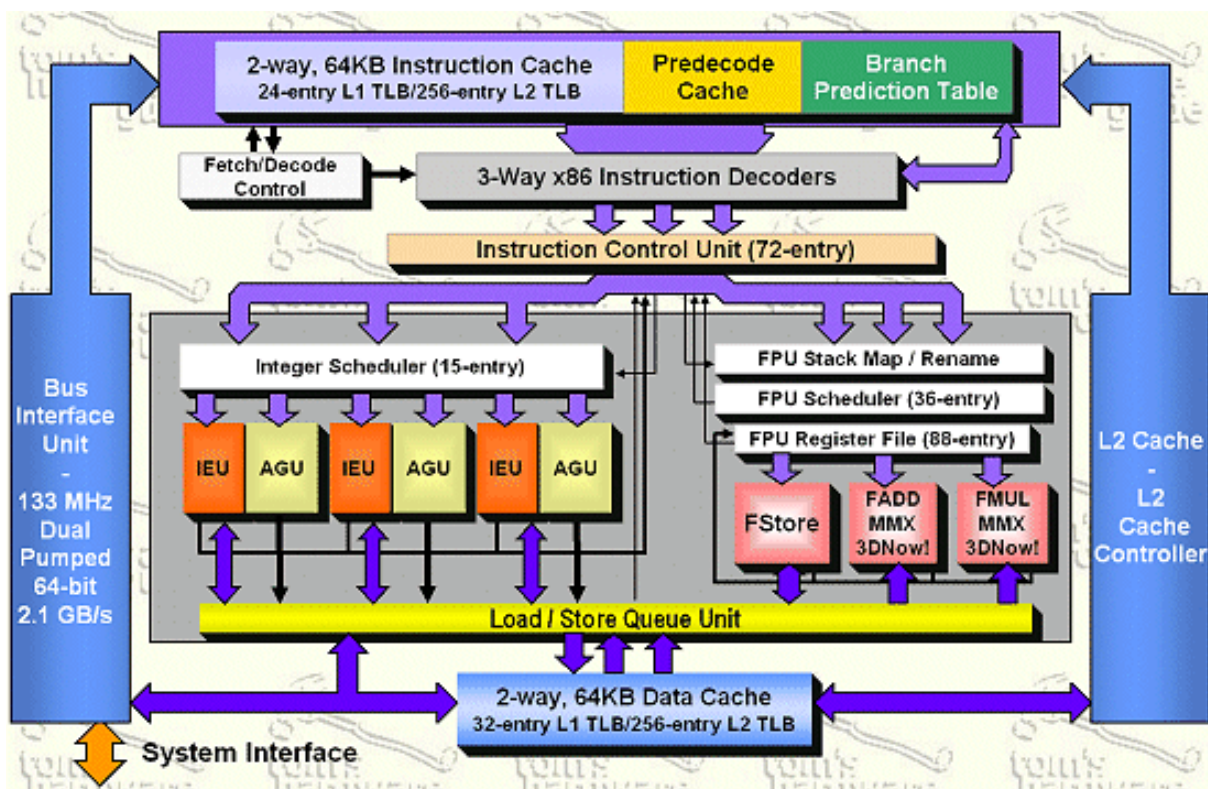 2-way, 64KB Instruction Cache
24-entry L1 TLB/256-entry L2 TLB
Predecode
Cache
Branch
Prediction Table
Fetch/Decode
Control
3-Way x86 Instruction Decoders
Instruction Control Unit (72-entry)
Bus
Interface
Unit
-
133 MHz
Dual
Pumped
64-bit
2.1 GB/s
Integer Scheduler (15-entry)
IEU
AGU
IEU
AGU
IEU
AGU
FPU Stack Map / Rename
FPU Scheduler (36-entry)
FPU Register File (88-entry)
FStore
FADD
MMX
3DNow!
FMUL
MMX
3DNow!
L2 Cache
-
L2
Cache
Controller
Load / Store Queue Unit
2-way, 64KB Data Cache
32-entry L1 TLB/256-entry L2 TLB
System Interface
tom's